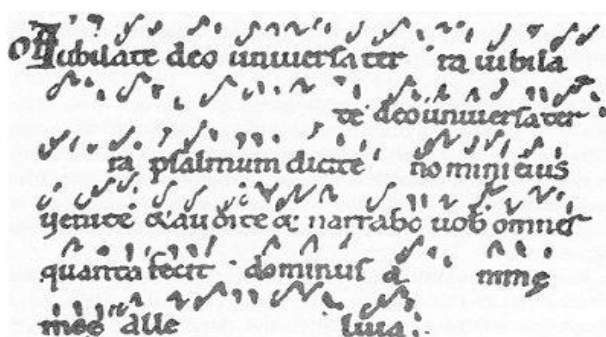 Of Iubilate deo uniuersa ter ra iubila
te deo uniuersa ter
ra psalmum dicite nomini eius
uenite & audite & narrabo uob omnes
quanta fecit dominus a nime
meę alle luia.